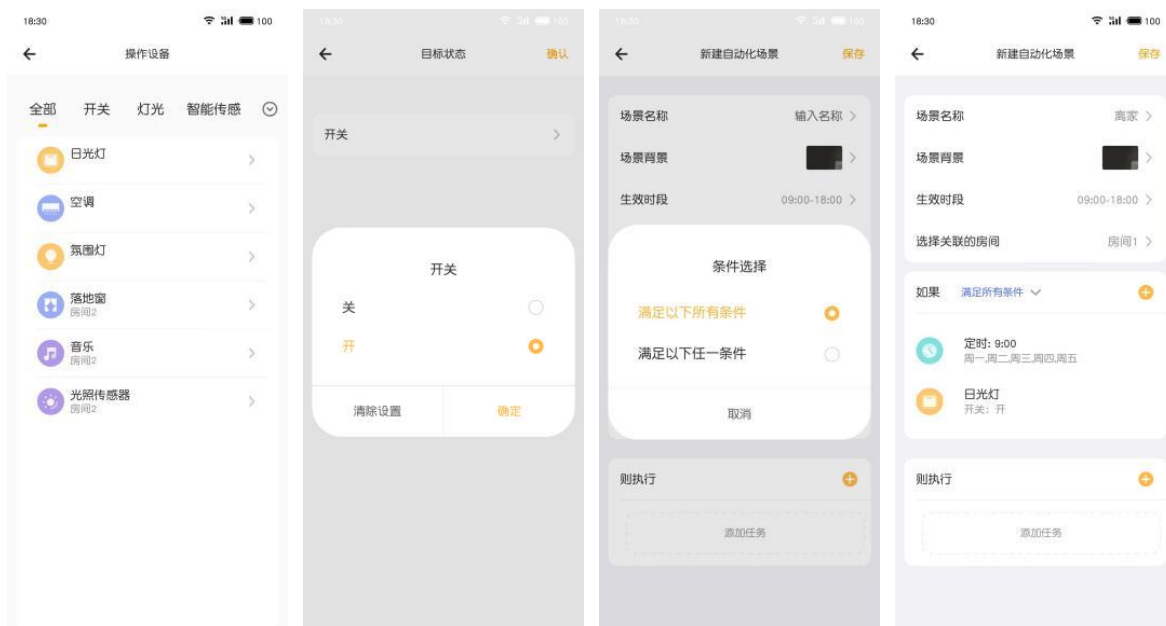 18:30
100
操作设备
全部 开关 灯光 智能传感
日光灯
空调
氛围灯
落地窗
房间2
音乐
房间2
光照传感器
房间2
18:30
100
目标状态
确认
开关
开关
关
开
清除设置
确定
18:30
100
新建自动化场景
保存
场景名称
输入名称
场景背景
生效时段
09:00-18:00
条件选择
满足以下所有条件
满足以下任一条件
取消
则执行
添加任务
18:30
100
新建自动化场景
保存
场景名称
离家
场景背景
生效时段
09:00-18:00
选择关联的房间
房间1
如果
满足所有条件
定时: 9:00
周一,周二,周三,周四,周五
日光灯
开关: 开
则执行
添加任务